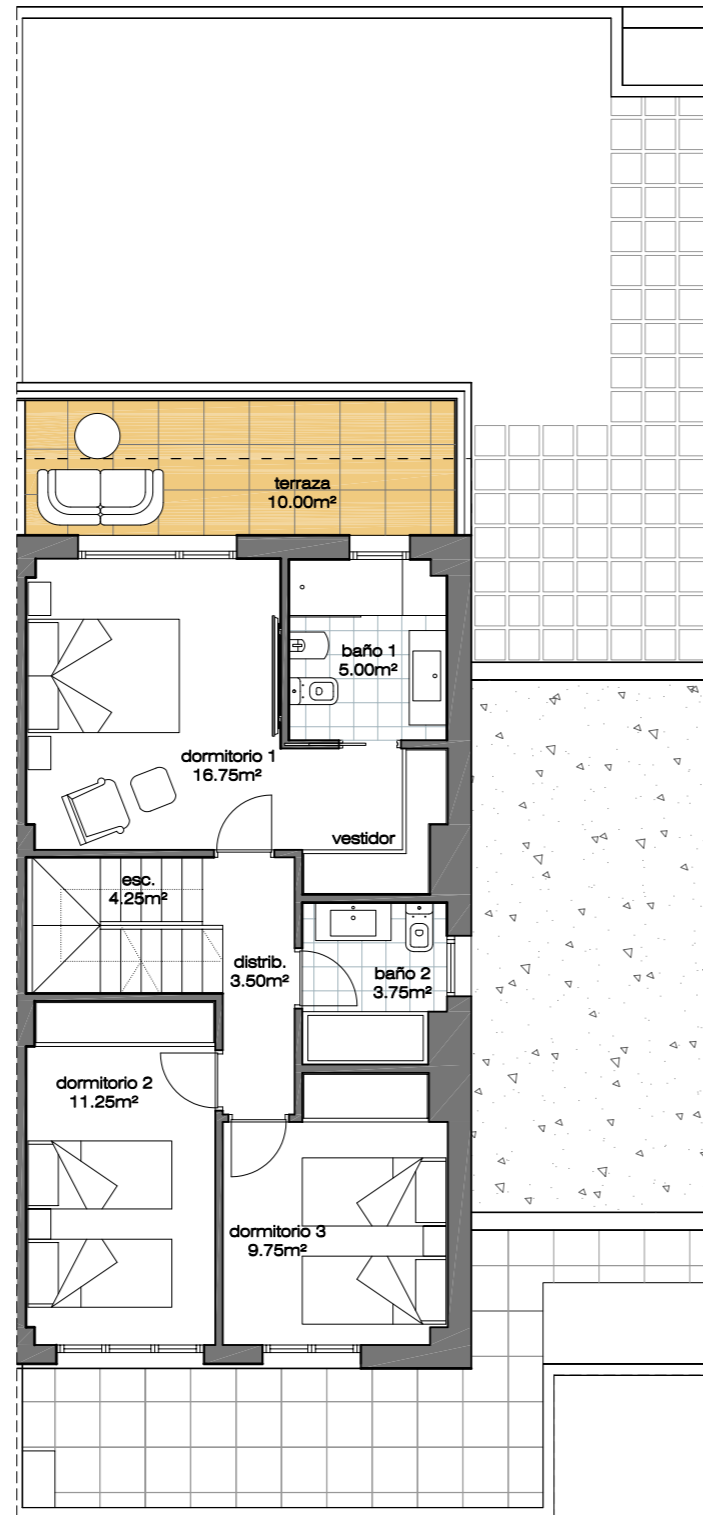 terraza
10.00m²
baño 1
5.00m²
dormitorio 1
16.75m²
vestidor
esc.
4.25m²
distrib.
3.50m²
baño 2
3.75m²
dormitorio 2
11.25m²
dormitorio 3
9.75m²